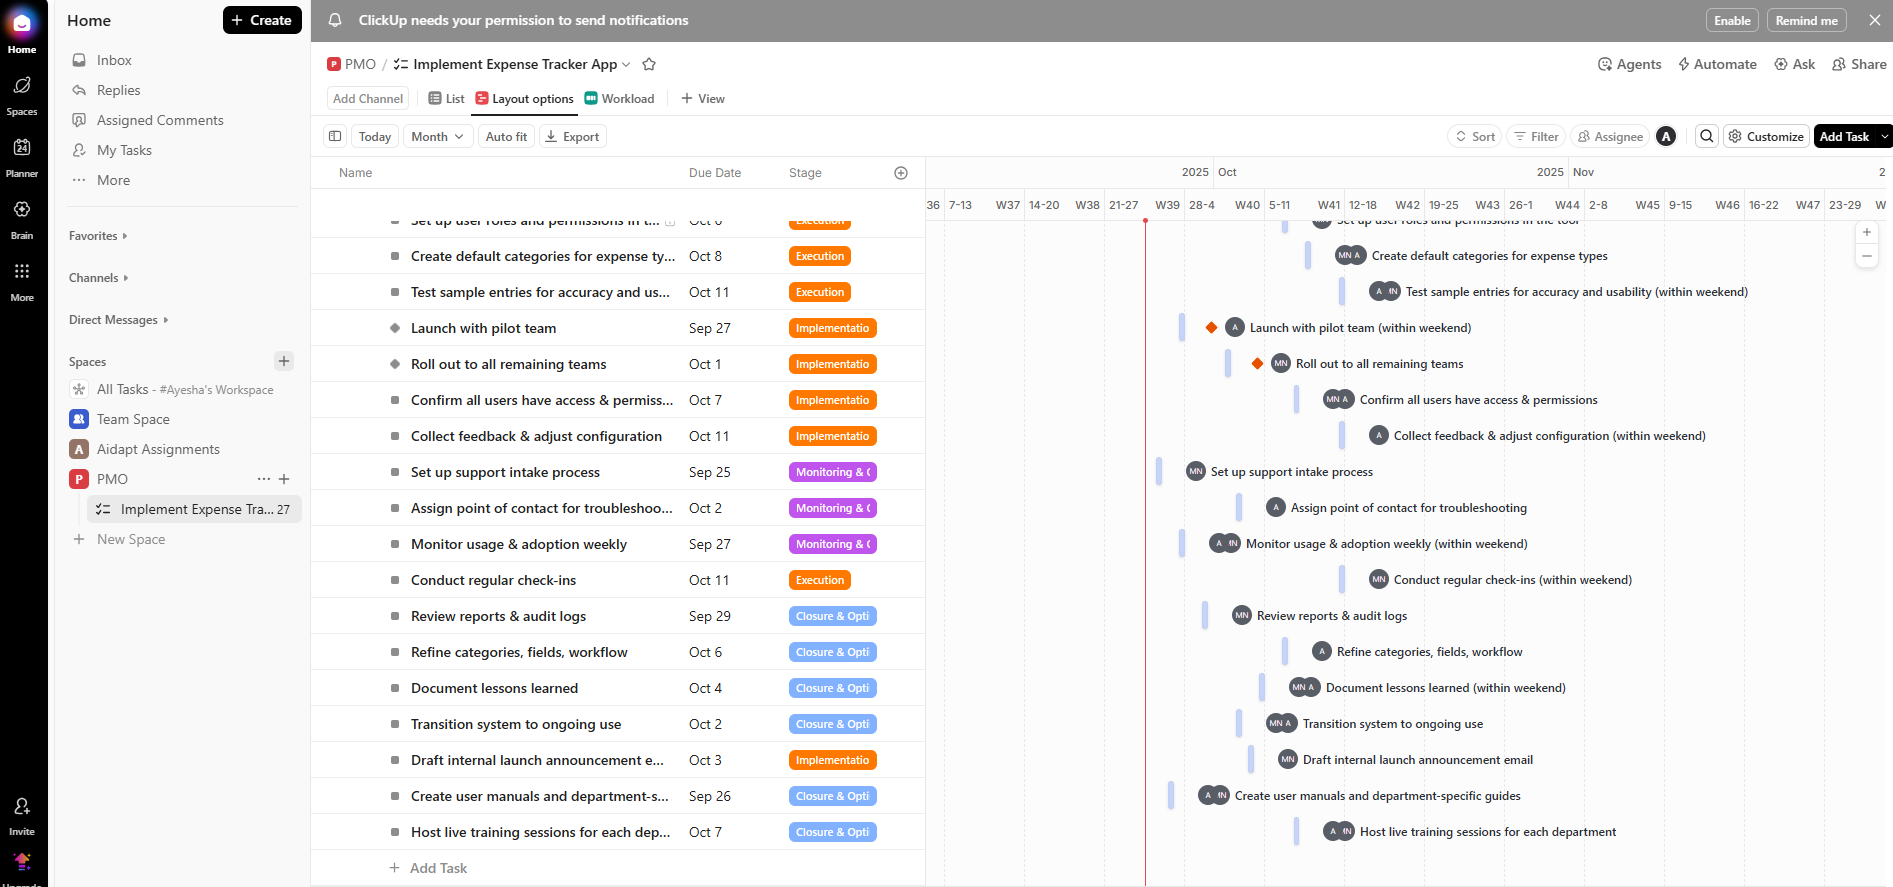 Home
Create
ClickUp needs your permission to send notifications
Enable
Remind me
Home
Spaces
24
Planner
Brain
More
Invite
Inbox
Replies
Assigned Comments
My Tasks
More
Favorites
Channels
Direct Messages
Spaces
All Tasks - #Ayesha's Workspace
Team Space
A Aidapt Assignments
P PMO
Implement Expense Tra... 27
New Space
P PMO / Implement Expense Tracker App
Agents
Automate
Ask
Share
Add Channel
List
Layout options
Workload
View
Today
Month
Auto fit
Export
Sort
Filter
Assignee
A
Customize
Add Task
Name Due Date Stage
2025 Oct 2025 Nov 2
36 7-13 W37 14-20 W38 21-27 W39 28-4 W40 5-11 W41 12-18 W42 19-25 W43 26-1 W44 2-8 W45 9-15 W46 16-22 W47 23-29 W
Set up user roles and permissions in t... Oct 6 Execution MN Set up user roles and permissions in the tool
Create default categories for expense ty... Oct 8 Execution MN A Create default categories for expense types
Test sample entries for accuracy and us... Oct 11 Execution A MN Test sample entries for accuracy and usability (within weekend)
Launch with pilot team Sep 27 Implementatio A Launch with pilot team (within weekend)
Roll out to all remaining teams Oct 1 Implementatio MN Roll out to all remaining teams
Confirm all users have access & permiss... Oct 7 Implementatio MN A Confirm all users have access & permissions
Collect feedback & adjust configuration Oct 11 Implementatio A Collect feedback & adjust configuration (within weekend)
Set up support intake process Sep 25 Monitoring & C MN Set up support intake process
Assign point of contact for troubleshoo... Oct 2 Monitoring & C A Assign point of contact for troubleshooting
Monitor usage & adoption weekly Sep 27 Monitoring & C A MN Monitor usage & adoption weekly (within weekend)
Conduct regular check-ins Oct 11 Execution MN Conduct regular check-ins (within weekend)
Review reports & audit logs Sep 29 Closure & Opti MN Review reports & audit logs
Refine categories, fields, workflow Oct 6 Closure & Opti A Refine categories, fields, workflow
Document lessons learned Oct 4 Closure & Opti MN A Document lessons learned (within weekend)
Transition system to ongoing use Oct 2 Closure & Opti MN A Transition system to ongoing use
Draft internal launch announcement e... Oct 3 Implementatio MN Draft internal launch announcement email
Create user manuals and department-s... Sep 26 Closure & Opti A MN Create user manuals and department-specific guides
Host live training sessions for each dep... Oct 7 Closure & Opti A MN Host live training sessions for each department
Add Task